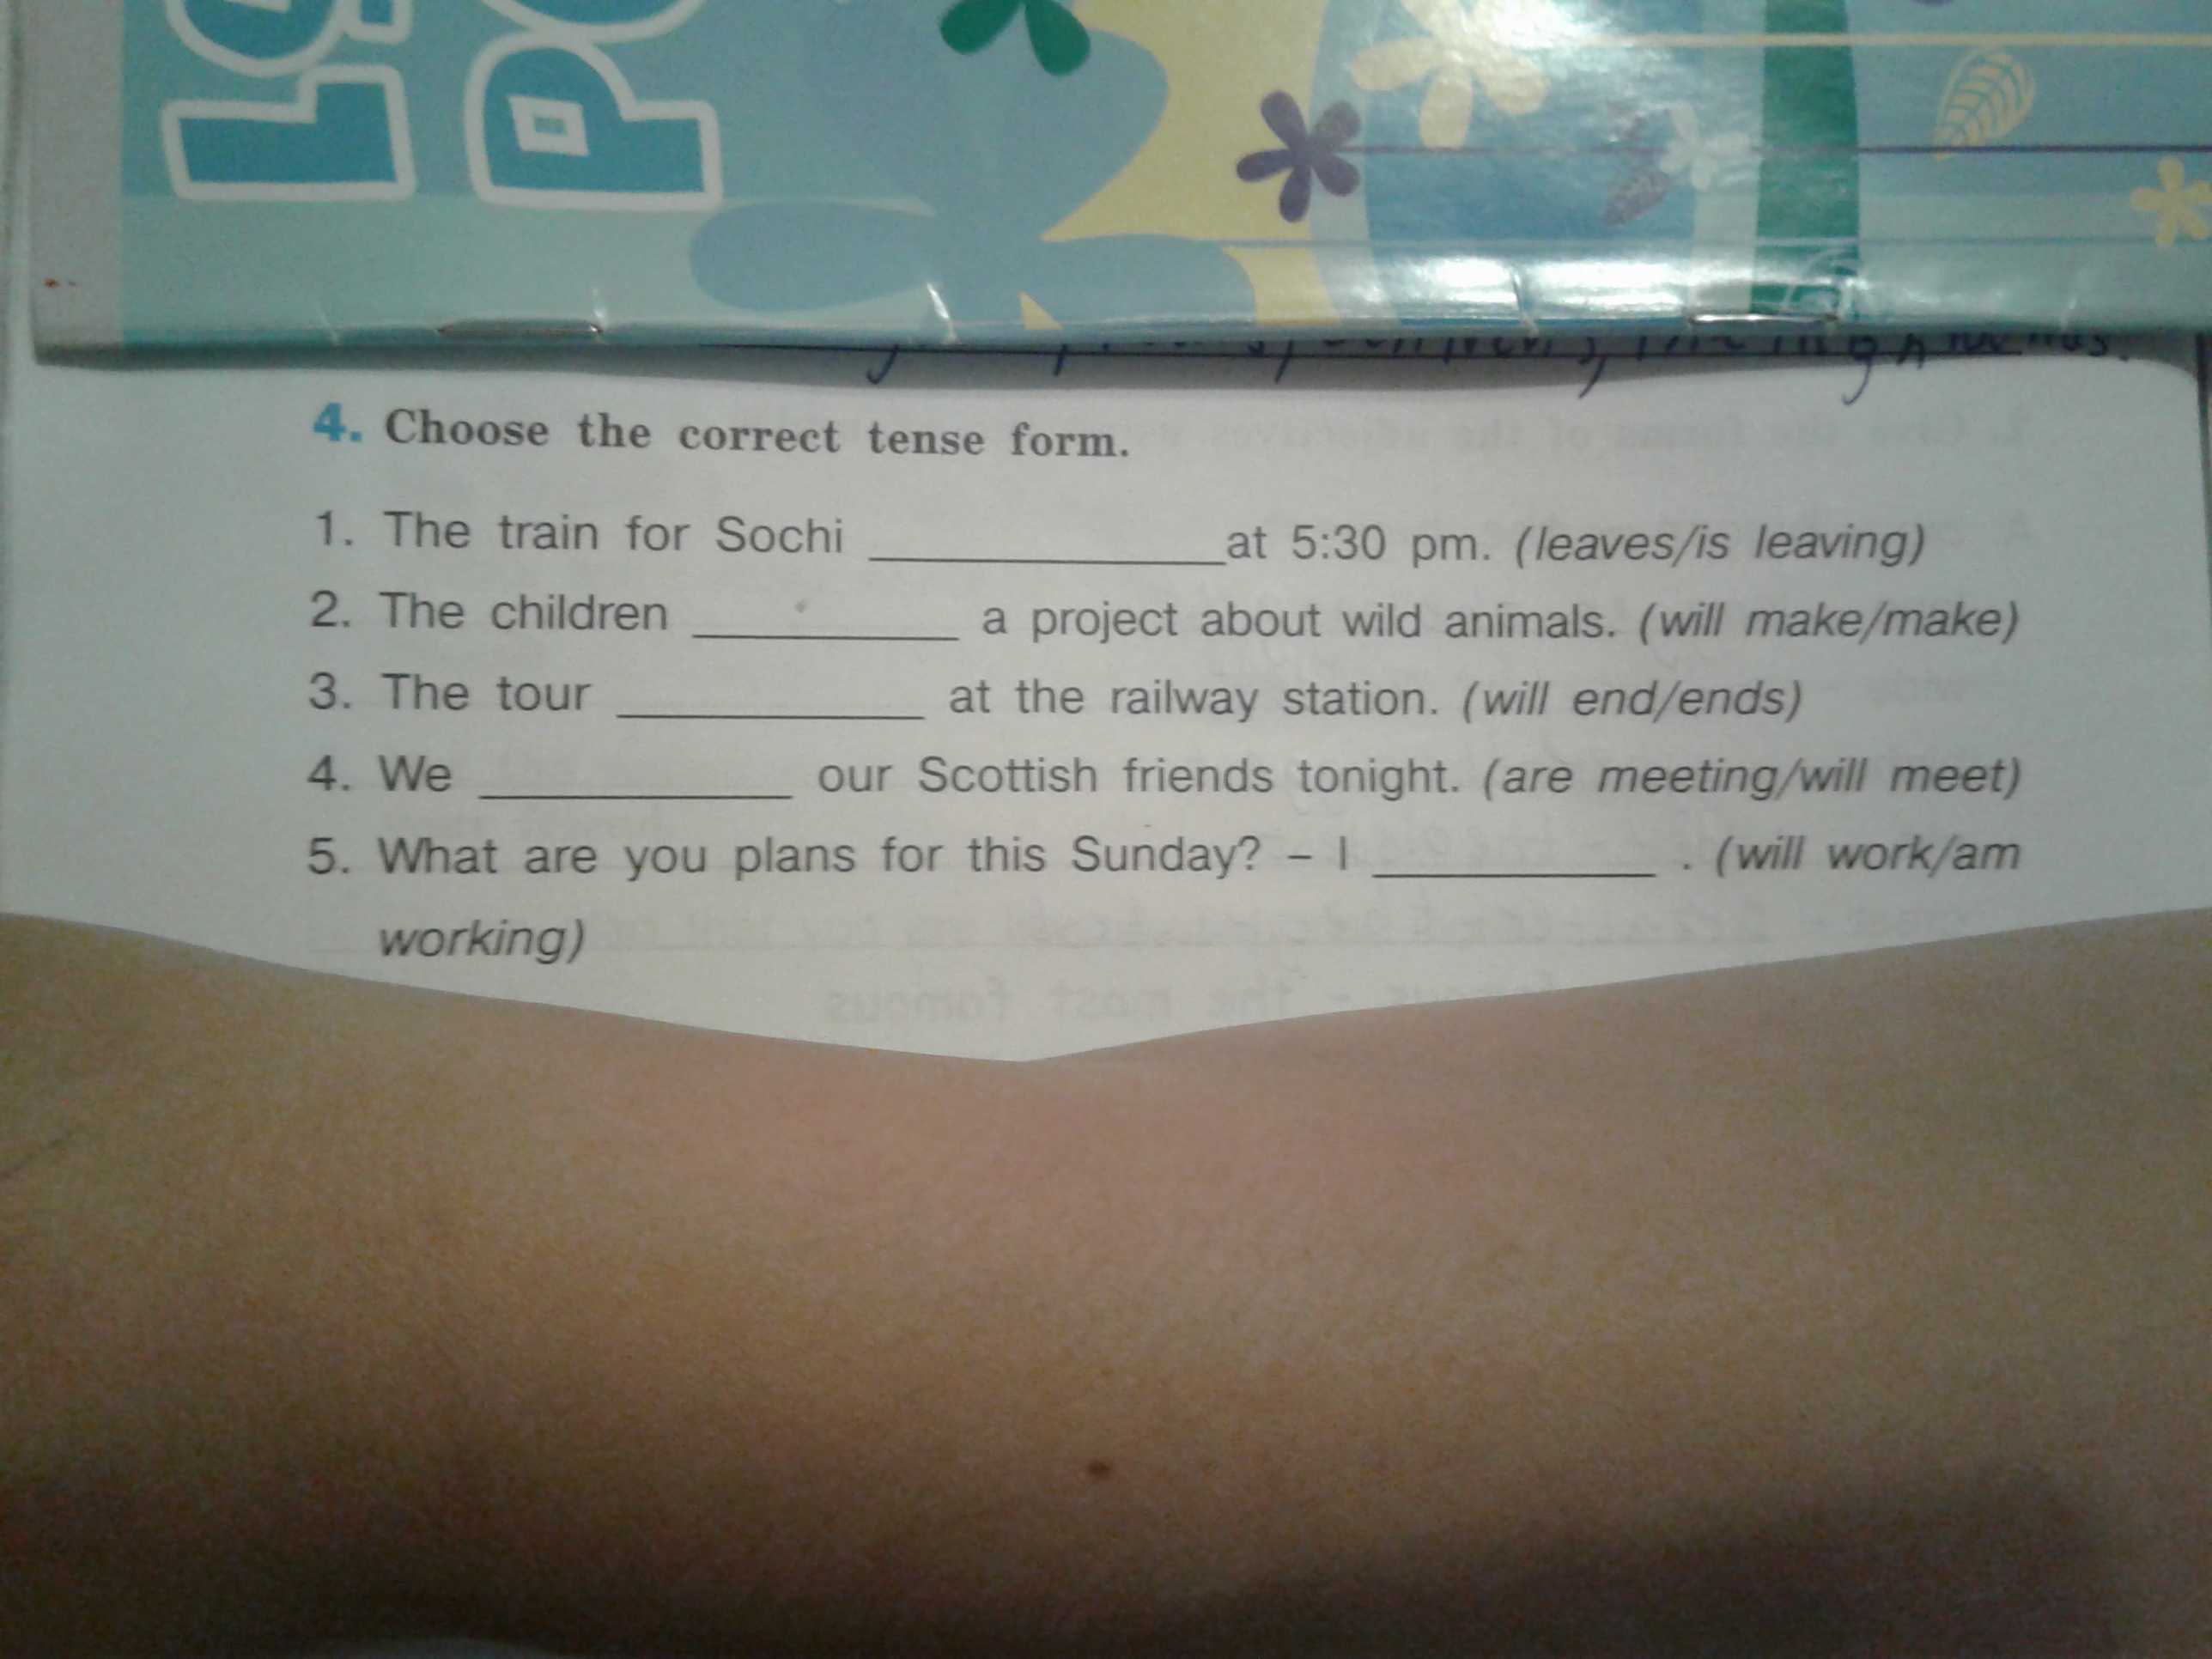 4. Choose the correct tense form.
1. The train for Sochi ____________at 5:30 pm. (leaves/is leaving)
2. The children _________ a project about wild animals. (will make/make)
3. The tour __________ at the railway station. (will end/ends)
4. We __________ our Scottish friends tonight. (are meeting/will meet)
5. What are you plans for this Sunday? – I _________ . (will work/am
working)